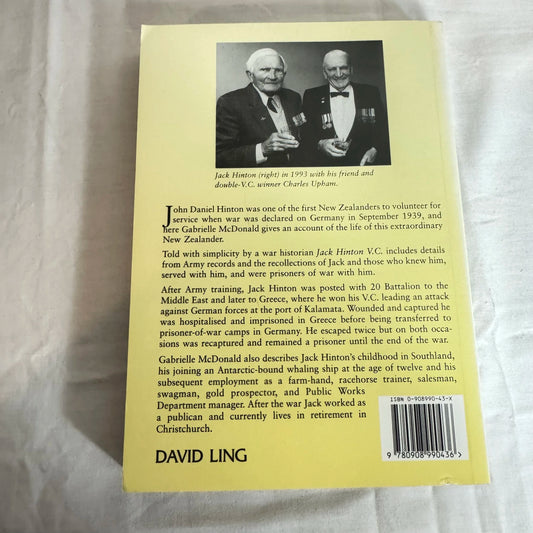 Jack Hinton (right) in 1993 with his friend and
double-V.C. winner Charles Upham.
John Daniel Hinton was one of the first New Zealanders to volunteer for
service when war was declared on Germany in September 1939, and
here Gabrielle McDonald gives an account of the life of this extraordinary
New Zealander.
Told with simplicity by a war historian Jack Hinton V.C. includes details
from Army records and the recollections of Jack and those who knew him,
served with him, and were prisoners of war with him.
After Army training, Jack Hinton was posted with 20 Battalion to the
Middle East and later to Greece, where he won his V.C. leading an attack
against German forces at the port of Kalamata. Wounded and captured he
was hospitalised and imprisoned in Greece before being transferred to
prisoner-of-war camps in Germany. He escaped twice but on both occa-
sions was recaptured and remained a prisoner until the end of the war.
Gabrielle McDonald also describes Jack Hinton's childhood in Southland,
his joining an Antarctic-bound whaling ship at the age of twelve and his
subsequent employment as a farm-hand, racehorse trainer, salesman,
swagman, gold prospector, and Public Works
Department manager. After the war Jack worked as
a publican and currently lives in retirement in
Christchurch.
ISBN 0-908990-43-X
9 780908 990436
DAVID LING